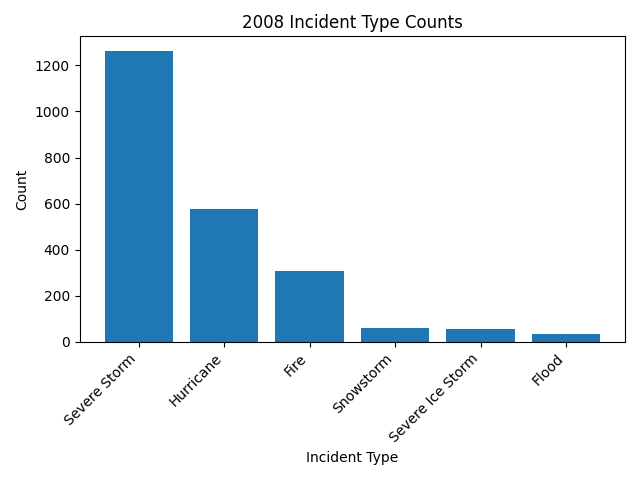 2008 Incident Type Counts
1200
1000
800
600
400
200
0
Count
Severe Storm
Hurricane
Fire
Snowstorm
Severe Ice Storm
Flood
Incident Type